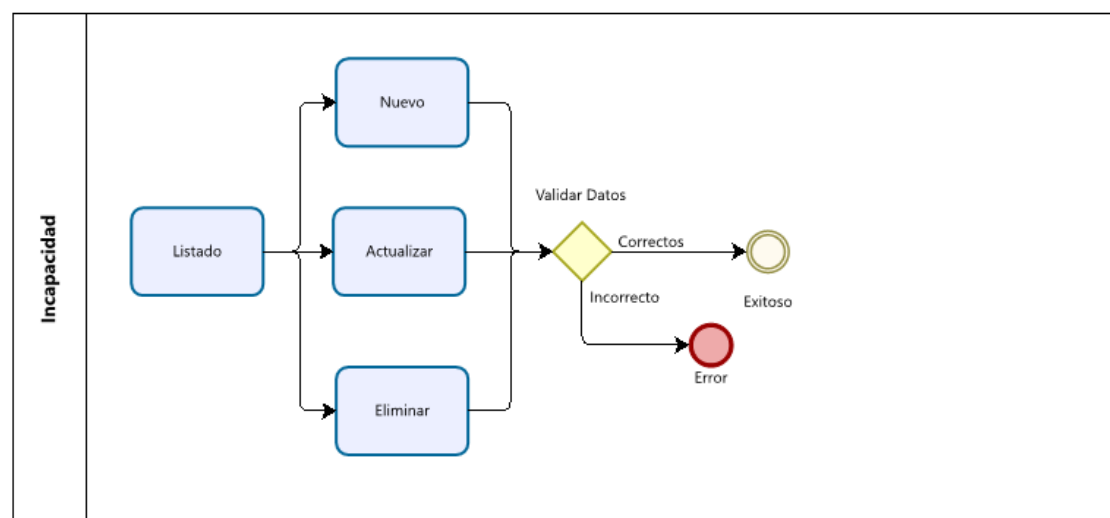 Incapacidad
Listado
Nuevo
Actualizar
Eliminar
Validar Datos
Correctos
Incorrecto
Exitoso
Error